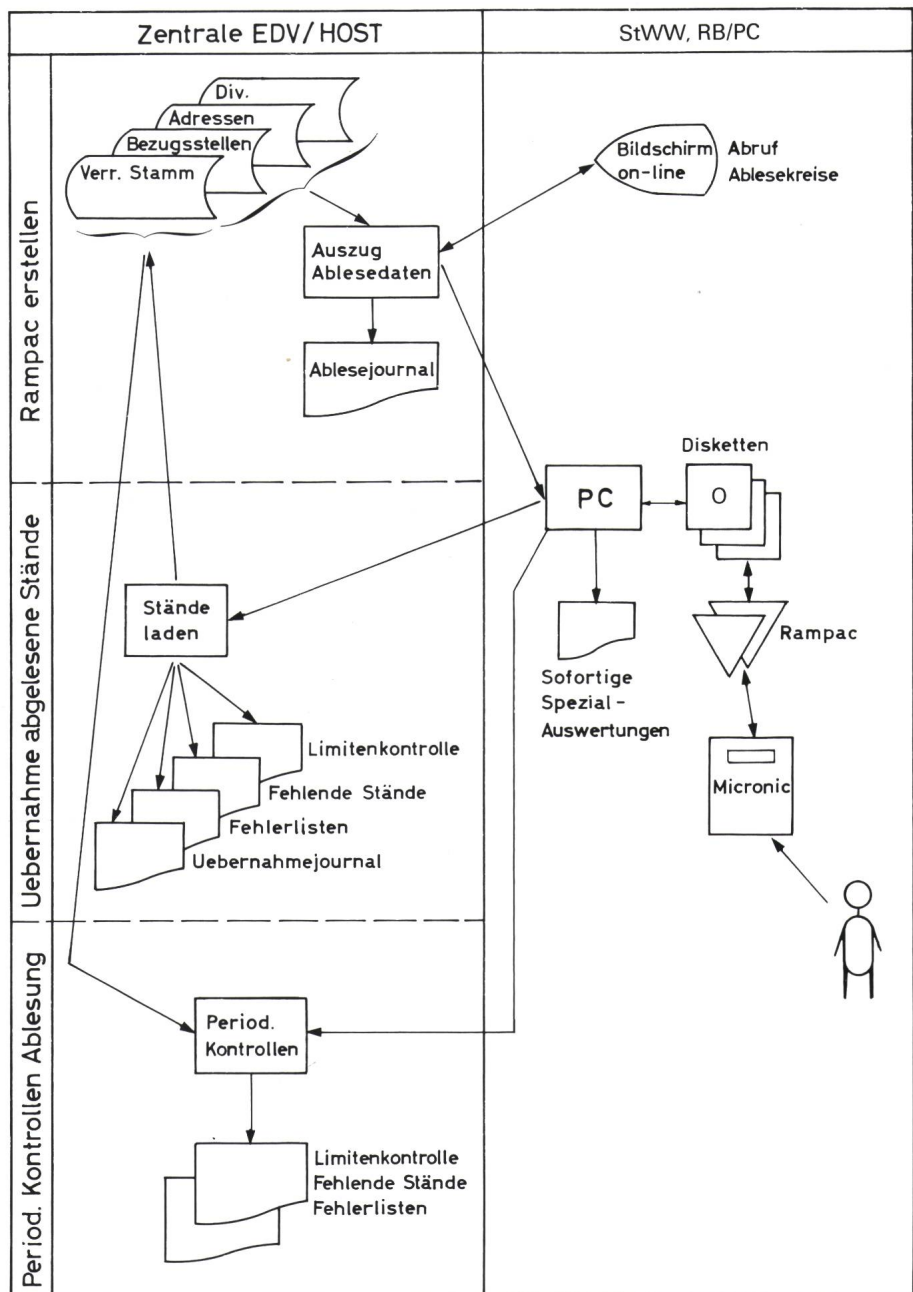 Zentrale EDV/HOST
StWW, RB/PC
Rampac erstellen
Div.
Adressen
Bezugsstellen
Verr. Stamm
Bildschirm
on-line
Abruf
Ablesekreise
Auszug
Ablesedaten
Ablesejournal
Uebernahme abgelesene Stände
Disketten
PC
O
Stände
laden
Rampac
Sofortige
Spezial-
Auswertungen
Limitenkontrolle
Fehlende Stände
Fehlerlisten
Uebernahmejournal
Micronic
Period. Kontrollen Ablesung
Period.
Kontrollen
Limitenkontrolle
Fehlende Stände
Fehlerlisten